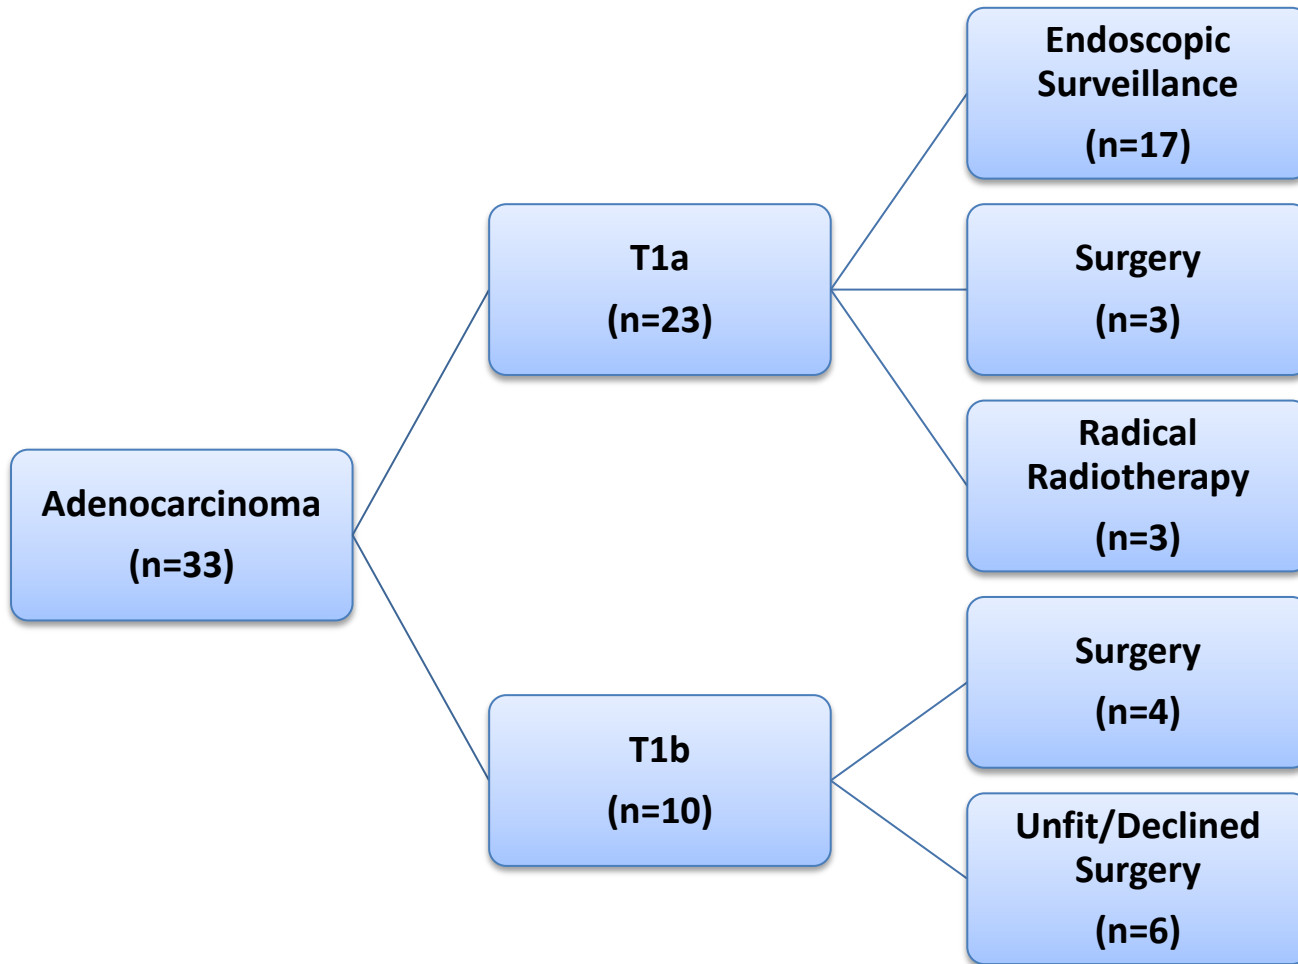 Adenocarcinoma
(n=33)
T1a
(n=23)
Endoscopic
Surveillance
(n=17)
Surgery
(n=3)
Radical
Radiotherapy
(n=3)
T1b
(n=10)
Surgery
(n=4)
Unfit/Declined
Surgery
(n=6)